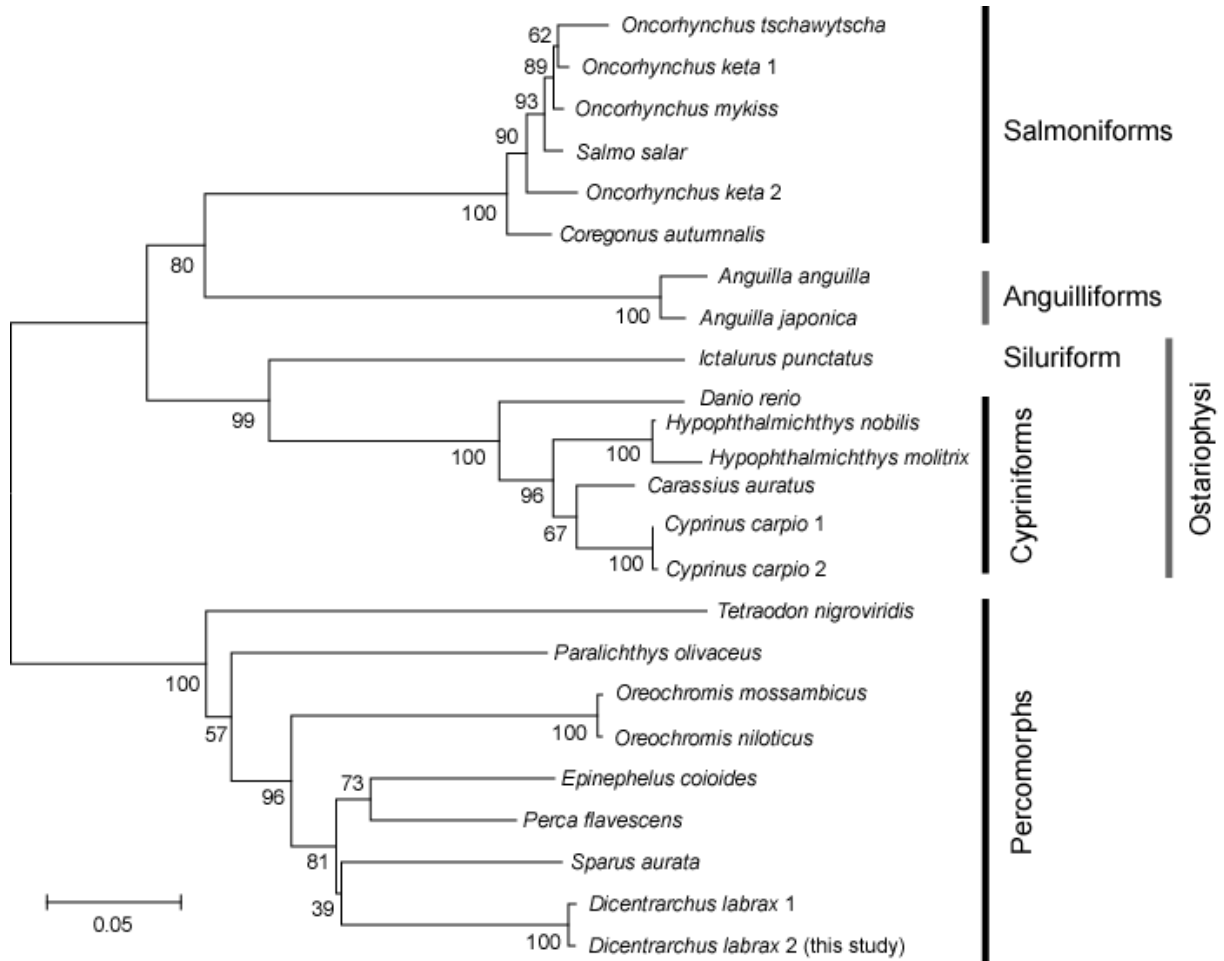 Oncorhynchus tschawytscha
62
Oncorhynchus keta 1
89
Oncorhynchus mykiss
93
Salmo salar
90
Oncorhynchus keta 2
100
Coregonus autumnalis
Salmoniforms
80
Anguilla anguilla
100
Anguilla japonica
Anguilliforms
Ictalurus punctatus
Siluriform
99
Danio rerio
Hypophthalmichthys nobilis
100
100
Hypophthalmichthys molitrix
96
Carassius auratus
67
Cyprinus carpio 1
100
Cyprinus carpio 2
Cypriniforms
Ostariophysi
Tetraodon nigroviridis
100
Paralichthys olivaceus
57
Oreochromis mossambicus
100
Oreochromis niloticus
96
73
Epinephelus coioides
Perca flavescens
81
Sparus aurata
39
Dicentrarchus labrax 1
100
Dicentrarchus labrax 2 (this study)
Percomorphs
0.05